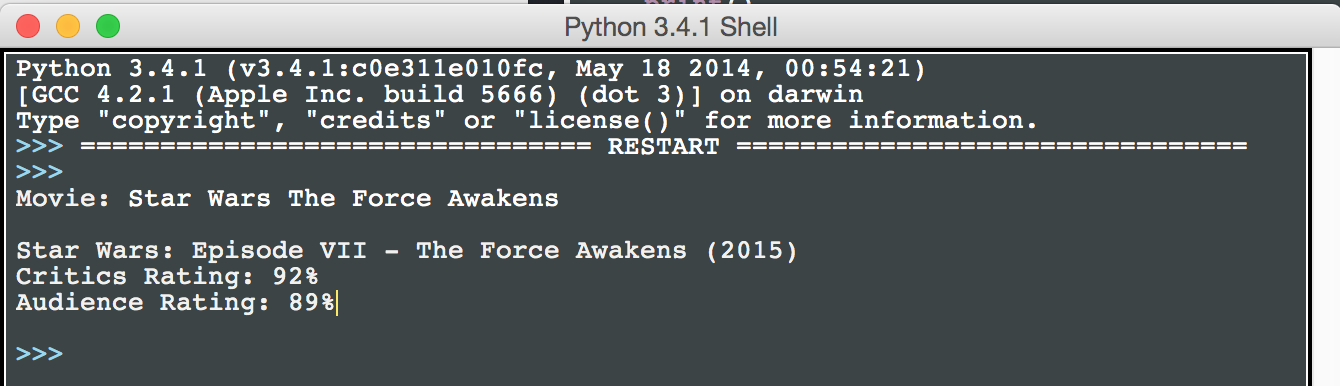 print()
Python 3.4.1 Shell
Python 3.4.1 (v3.4.1:c0e311e010fc, May 18 2014, 00:54:21)
[GCC 4.2.1 (Apple Inc. build 5666) (dot 3)] on darwin
Type "copyright", "credits" or "license()" for more information.
>>> ================================ RESTART ================================
>>>
Movie: Star Wars The Force Awakens
Star Wars: Episode VII - The Force Awakens (2015)
Critics Rating: 92%
Audience Rating: 89%
>>>